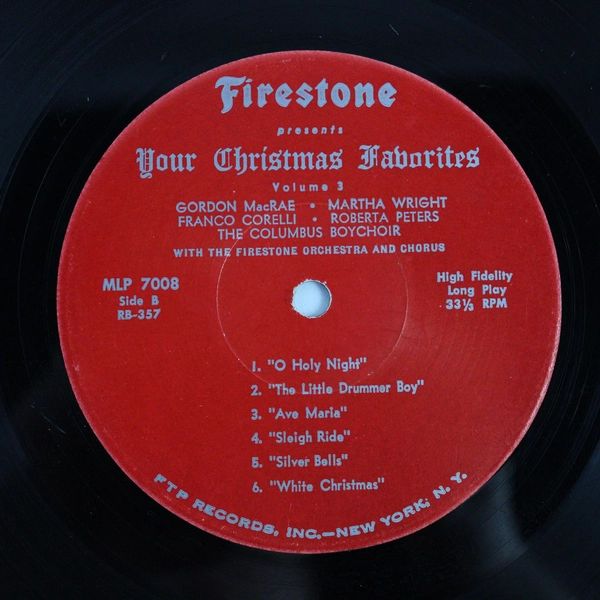 Firestone
presents
Your Christmas Favorites
Volume 3
GORDON MacRAE • MARTHA WRIGHT
FRANCO CORELLI • ROBERTA PETERS
THE COLUMBUS BOYCHOIR
WITH THE FIRESTONE ORCHESTRA AND CHORUS
MLP 7008
Side B
RB-357
High Fidelity
Long Play
33⅓ RPM
1. "O Holy Night"
2. "The Little Drummer Boy"
3. "Ave Maria"
4. "Sleigh Ride"
5. "Silver Bells"
6. "White Christmas"
FTP RECORDS, INC.—NEW YORK, N. Y.